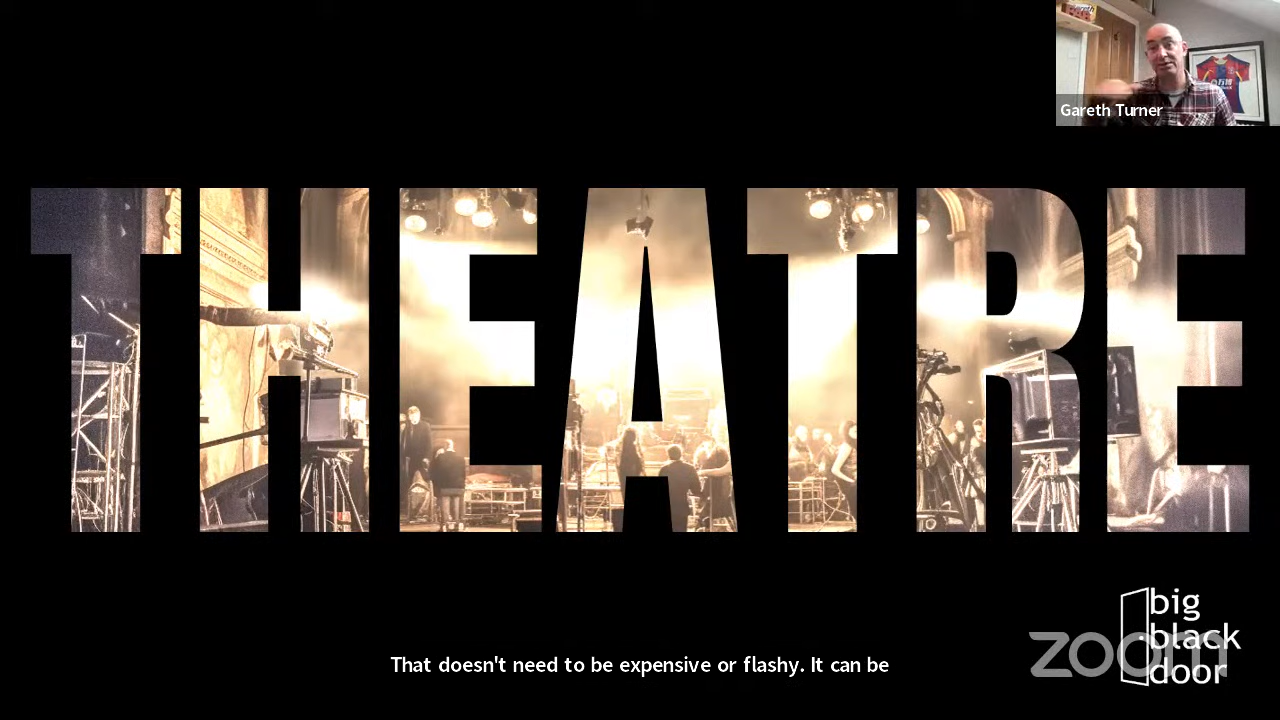 Gareth Turner
THEATRE
big
black
door
zoom
That doesn't need to be expensive or flashy. It can be